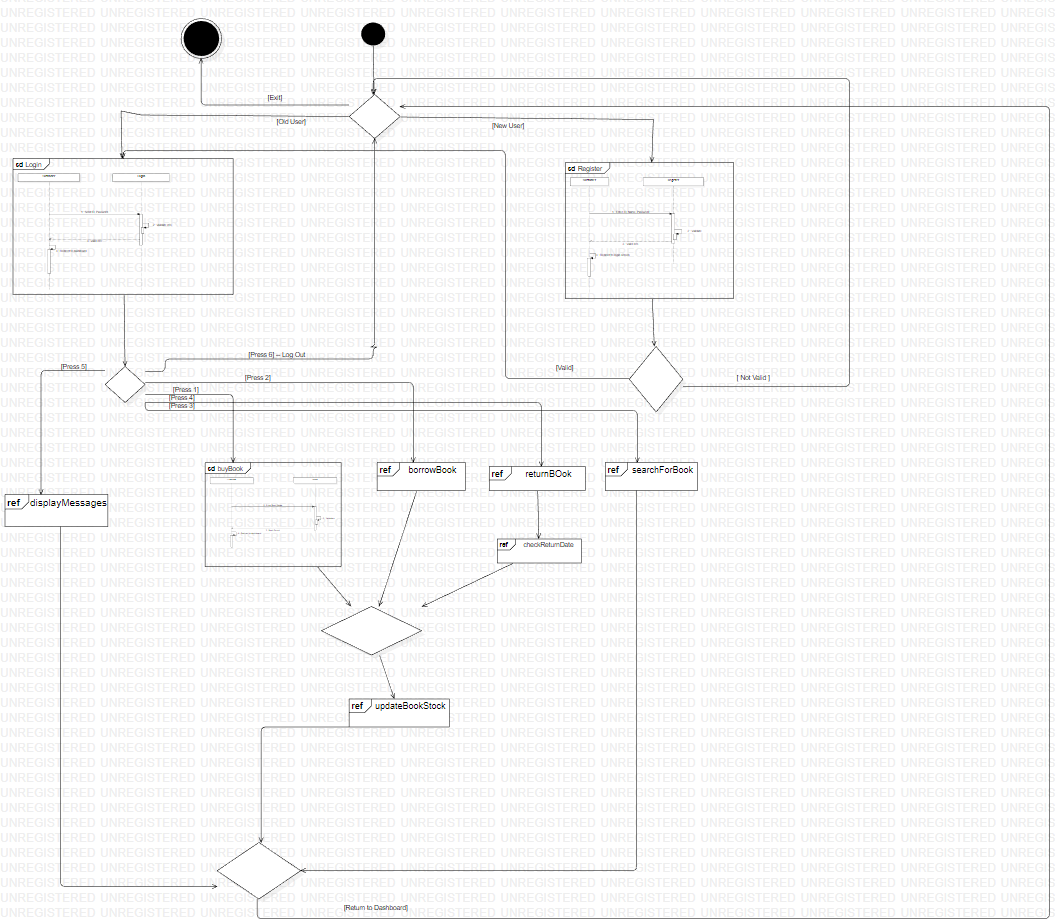 [Exit]
[Old User]
[New User]
sd Login
sd Register
[Press 6] -- Log Out
[Press 5]
[Press 2]
[Press 1]
[Press 4]
[Press 3]
[Valid]
[ Not Valid ]
sd buyBook
ref borrowBook
ref returnBOok
ref searchForBook
ref displayMessages
ref checkReturnDate
ref updateBookStock
[Return to Dashboard]
UNREGISTERED